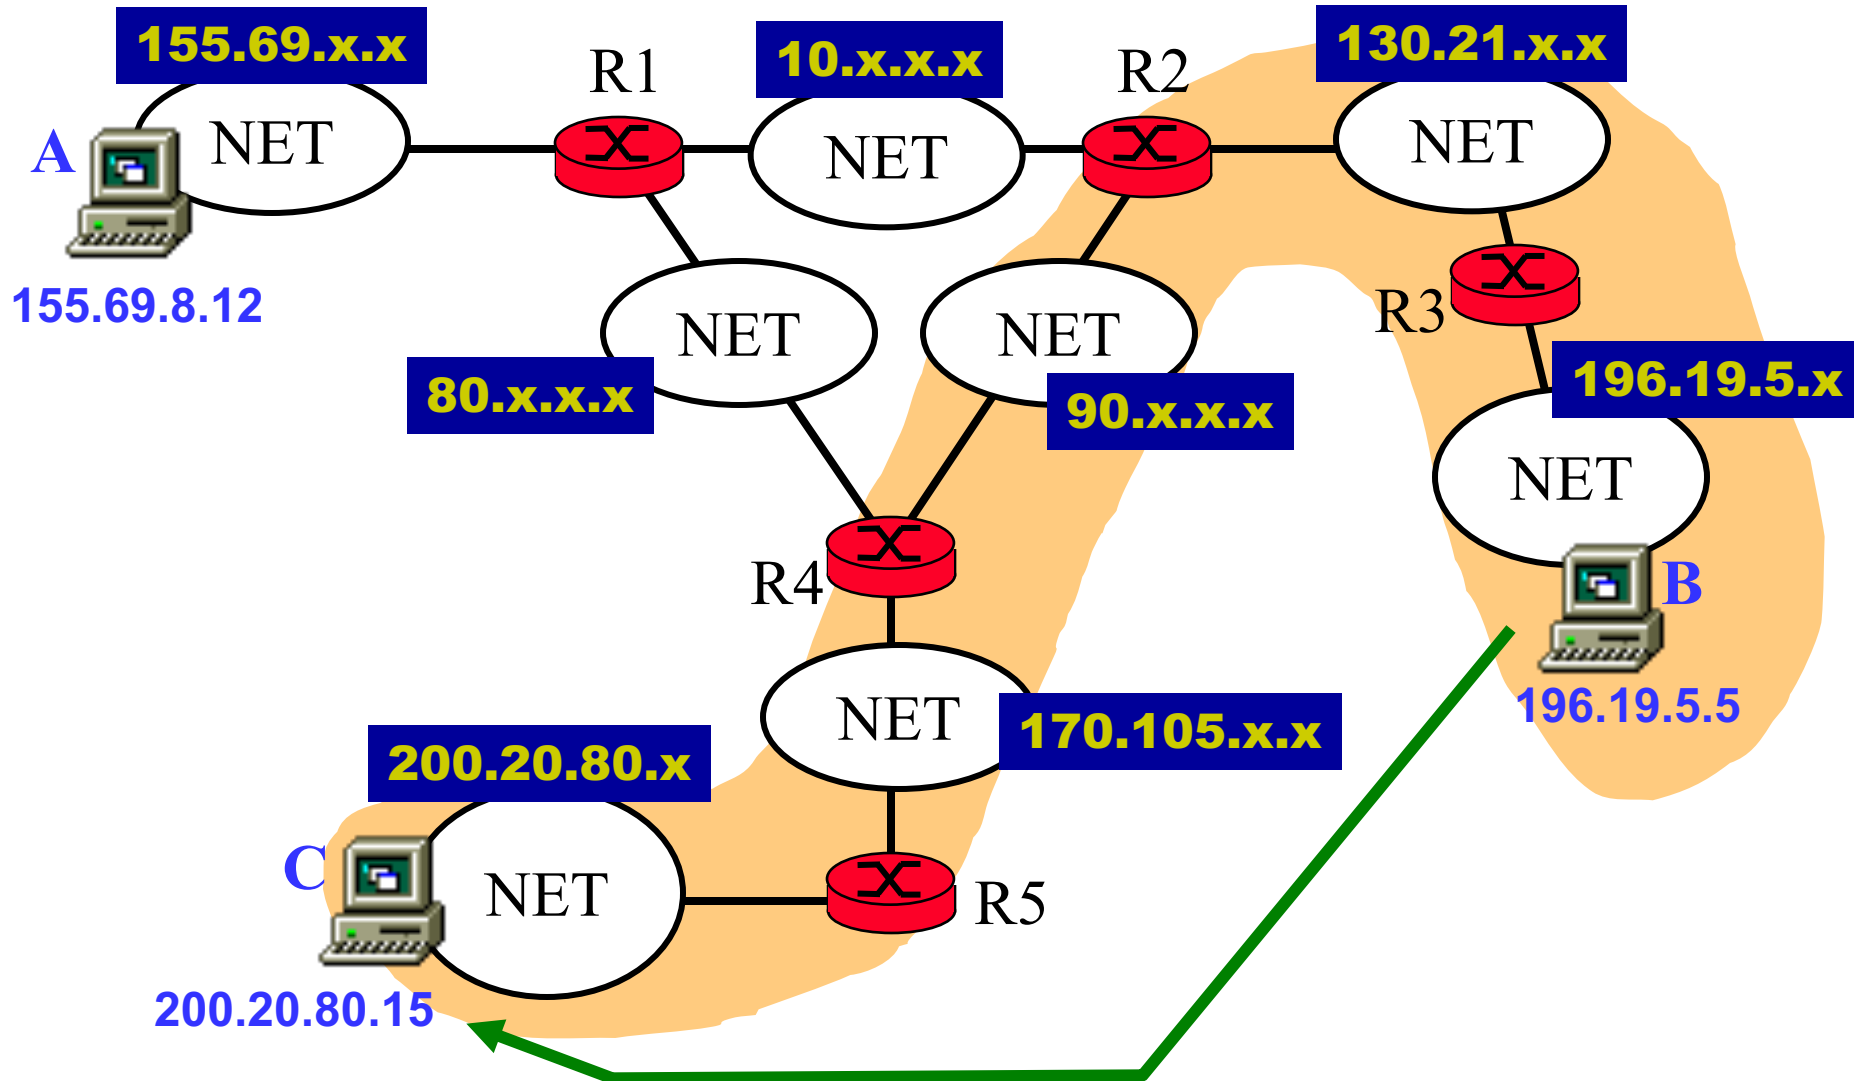 155.69.x.x
R1
10.x.x.x
R2
130.21.x.x
A
NET
NET
NET
155.69.8.12
80.x.x.x
NET
NET
90.x.x.x
R3
196.19.5.x
NET
R4
B
196.19.5.5
NET
170.105.x.x
200.20.80.x
C
NET
R5
200.20.80.15